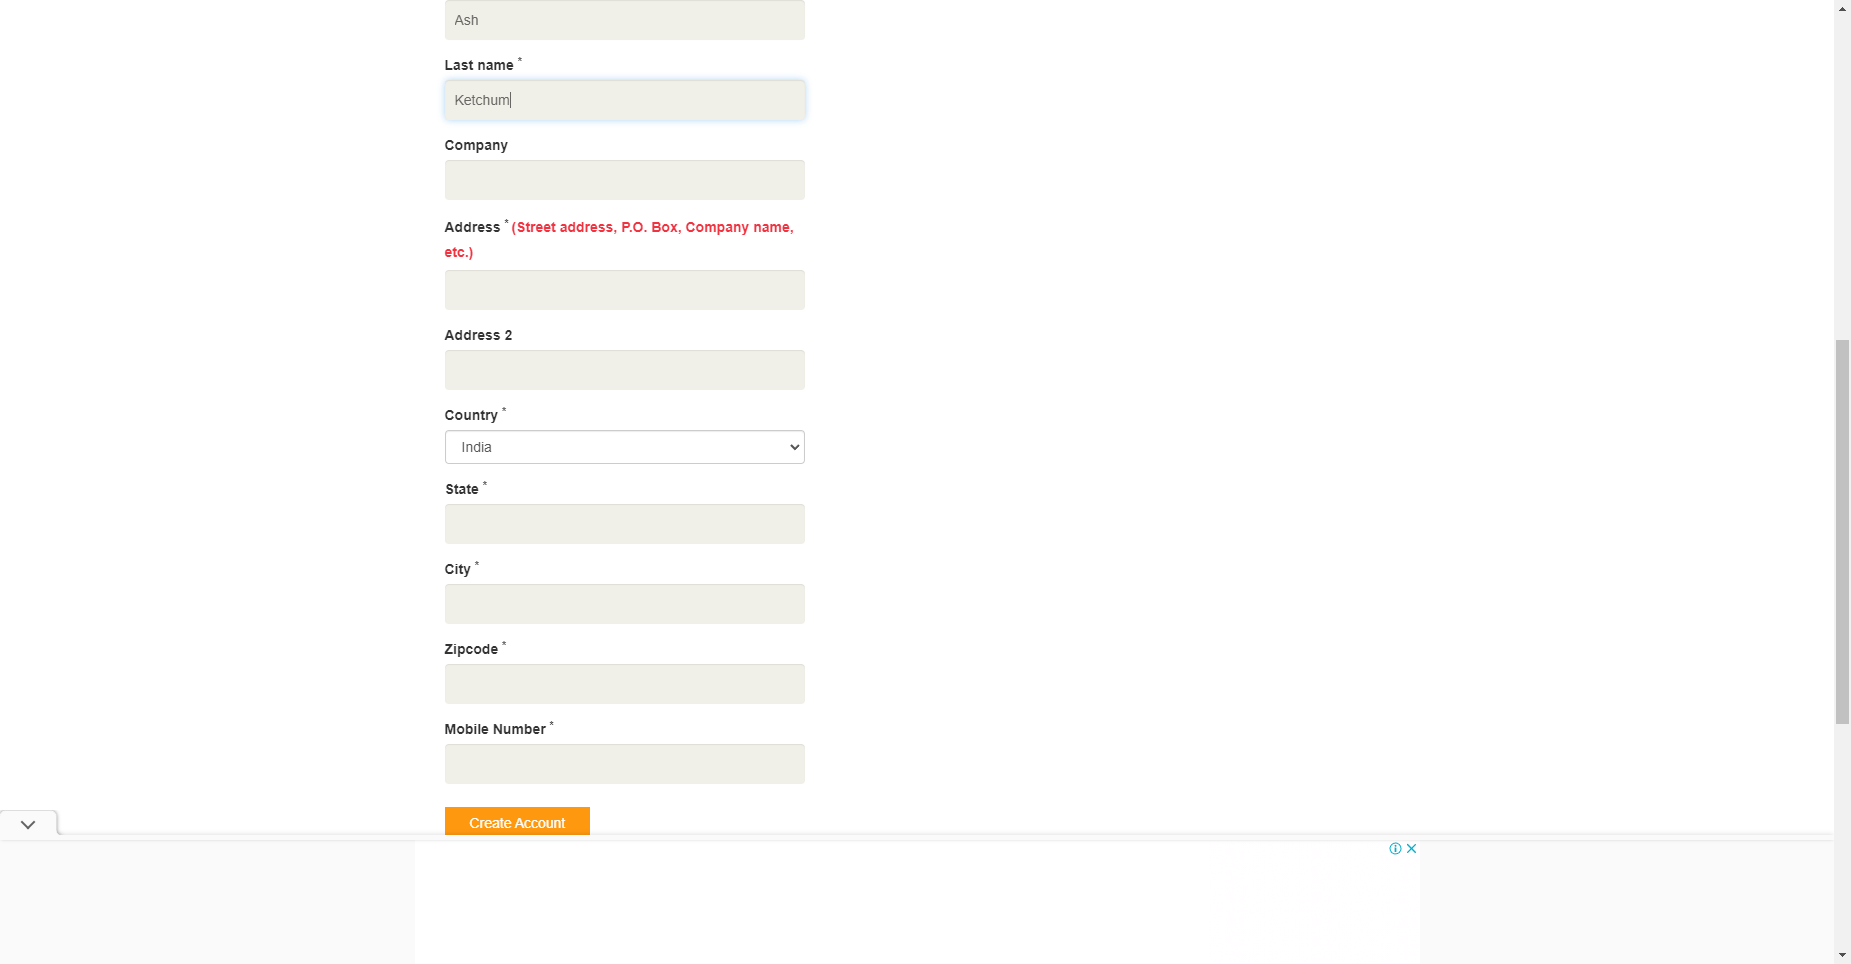 Ash
Last name *
Ketchum
Company
Address * (Street address, P.O. Box, Company name,
etc.)
Address 2
Country *
India
State *
City *
Zipcode *
Mobile Number *
Create Account